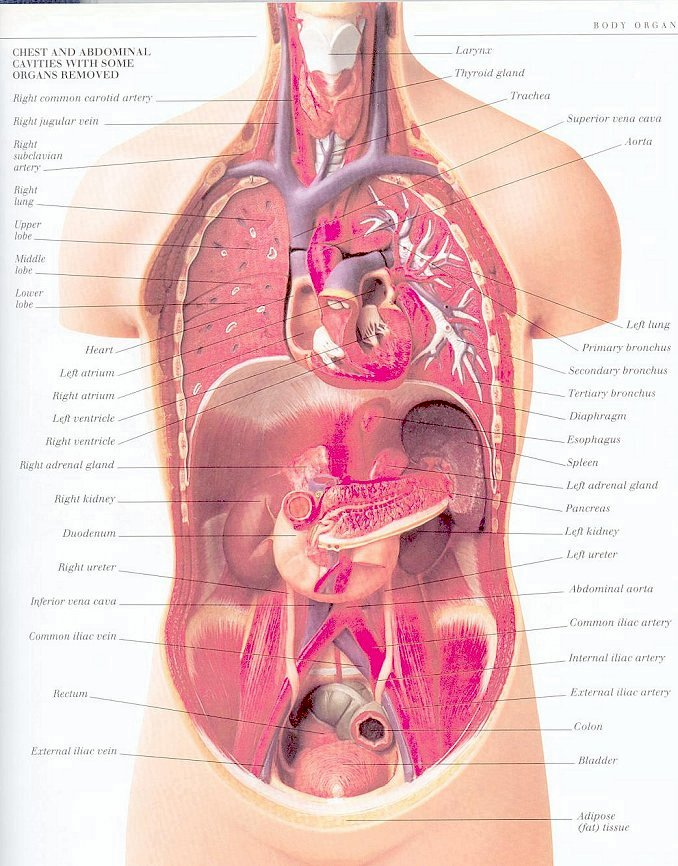 BODY ORGAN
CHEST AND ABDOMINAL
CAVITIES WITH SOME
ORGANS REMOVED
Right common carotid artery
Right jugular vein
Right
subclavian
artery
Right
lung
Upper
lobe
Middle
lobe
Lower
lobe
Heart
Left atrium
Right atrium
Left ventricle
Right ventricle
Right adrenal gland
Right kidney
Duodenum
Right ureter
Inferior vena cava
Common iliac vein
Rectum
External iliac vein
Larynx
Thyroid gland
Trachea
Superior vena cava
Aorta
Left lung
Primary bronchus
Secondary bronchus
Tertiary bronchus
Diaphragm
Esophagus
Spleen
Left adrenal gland
Pancreas
Left kidney
Left ureter
Abdominal aorta
Common iliac artery
Internal iliac artery
External iliac artery
Colon
Bladder
Adipose
(fat) tissue